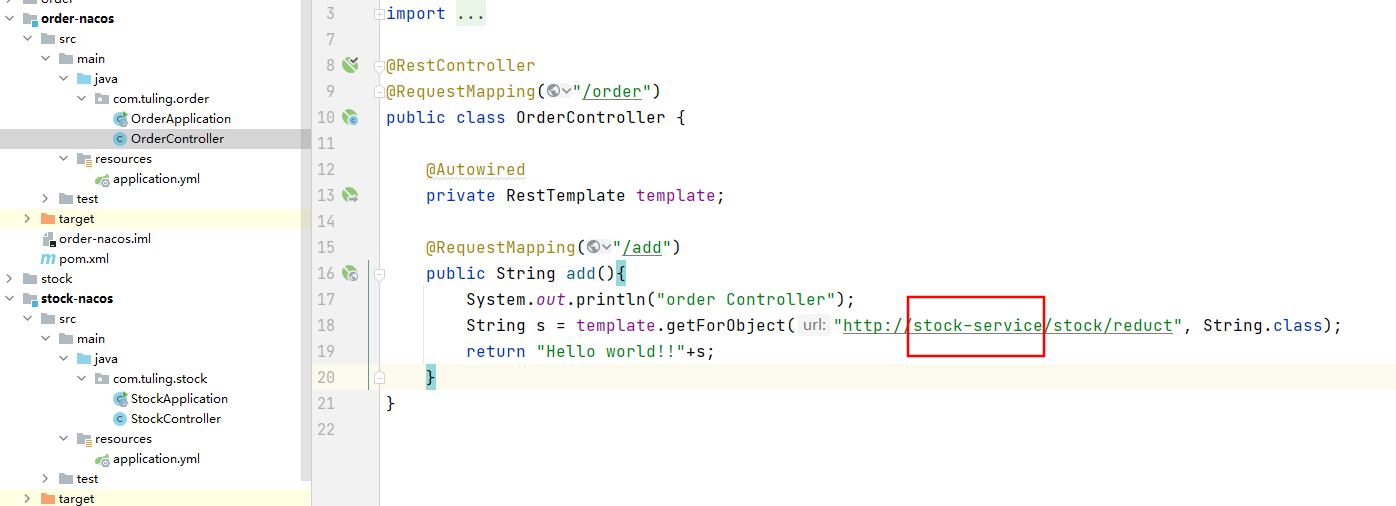 order
order-nacos
src
main
java
com.tuling.order
OrderApplication
OrderController
resources
application.yml
test
target
order-nacos.iml
pom.xml
stock
stock-nacos
src
main
java
com.tuling.stock
StockApplication
StockController
resources
application.yml
test
target
3 import ...
7
8 @RestController
9 @RequestMapping("/order")
10 public class OrderController {
11
12 @Autowired
13 private RestTemplate template;
14
15 @RequestMapping("/add")
16 public String add(){
17 System.out.println("order Controller");
18 String s = template.getForObject( url: "http://stock-service/stock/reduct", String.class);
19 return "Hello world!!"+s;
20 }
21 }
22